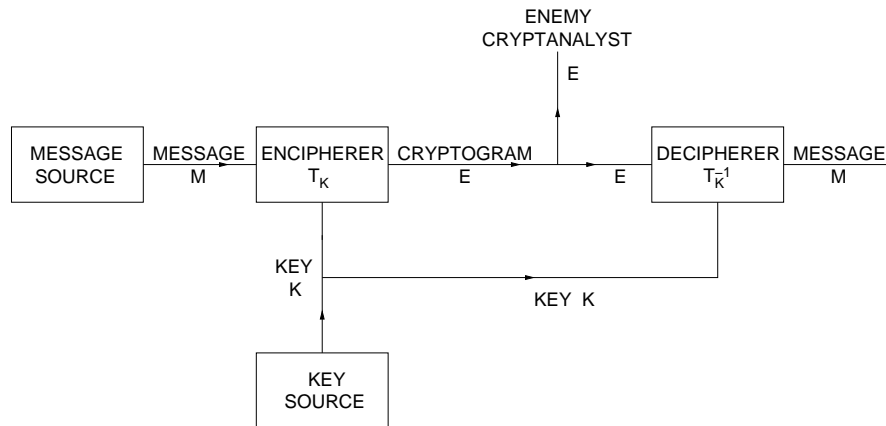 ENEMY
CRYPTANALYST
E
MESSAGE
SOURCE
MESSAGE
M
ENCIPHERER
T_K
CRYPTOGRAM
E
E
DECIPHERER
T_K^-1
MESSAGE
M
KEY
K
KEY K
KEY
SOURCE